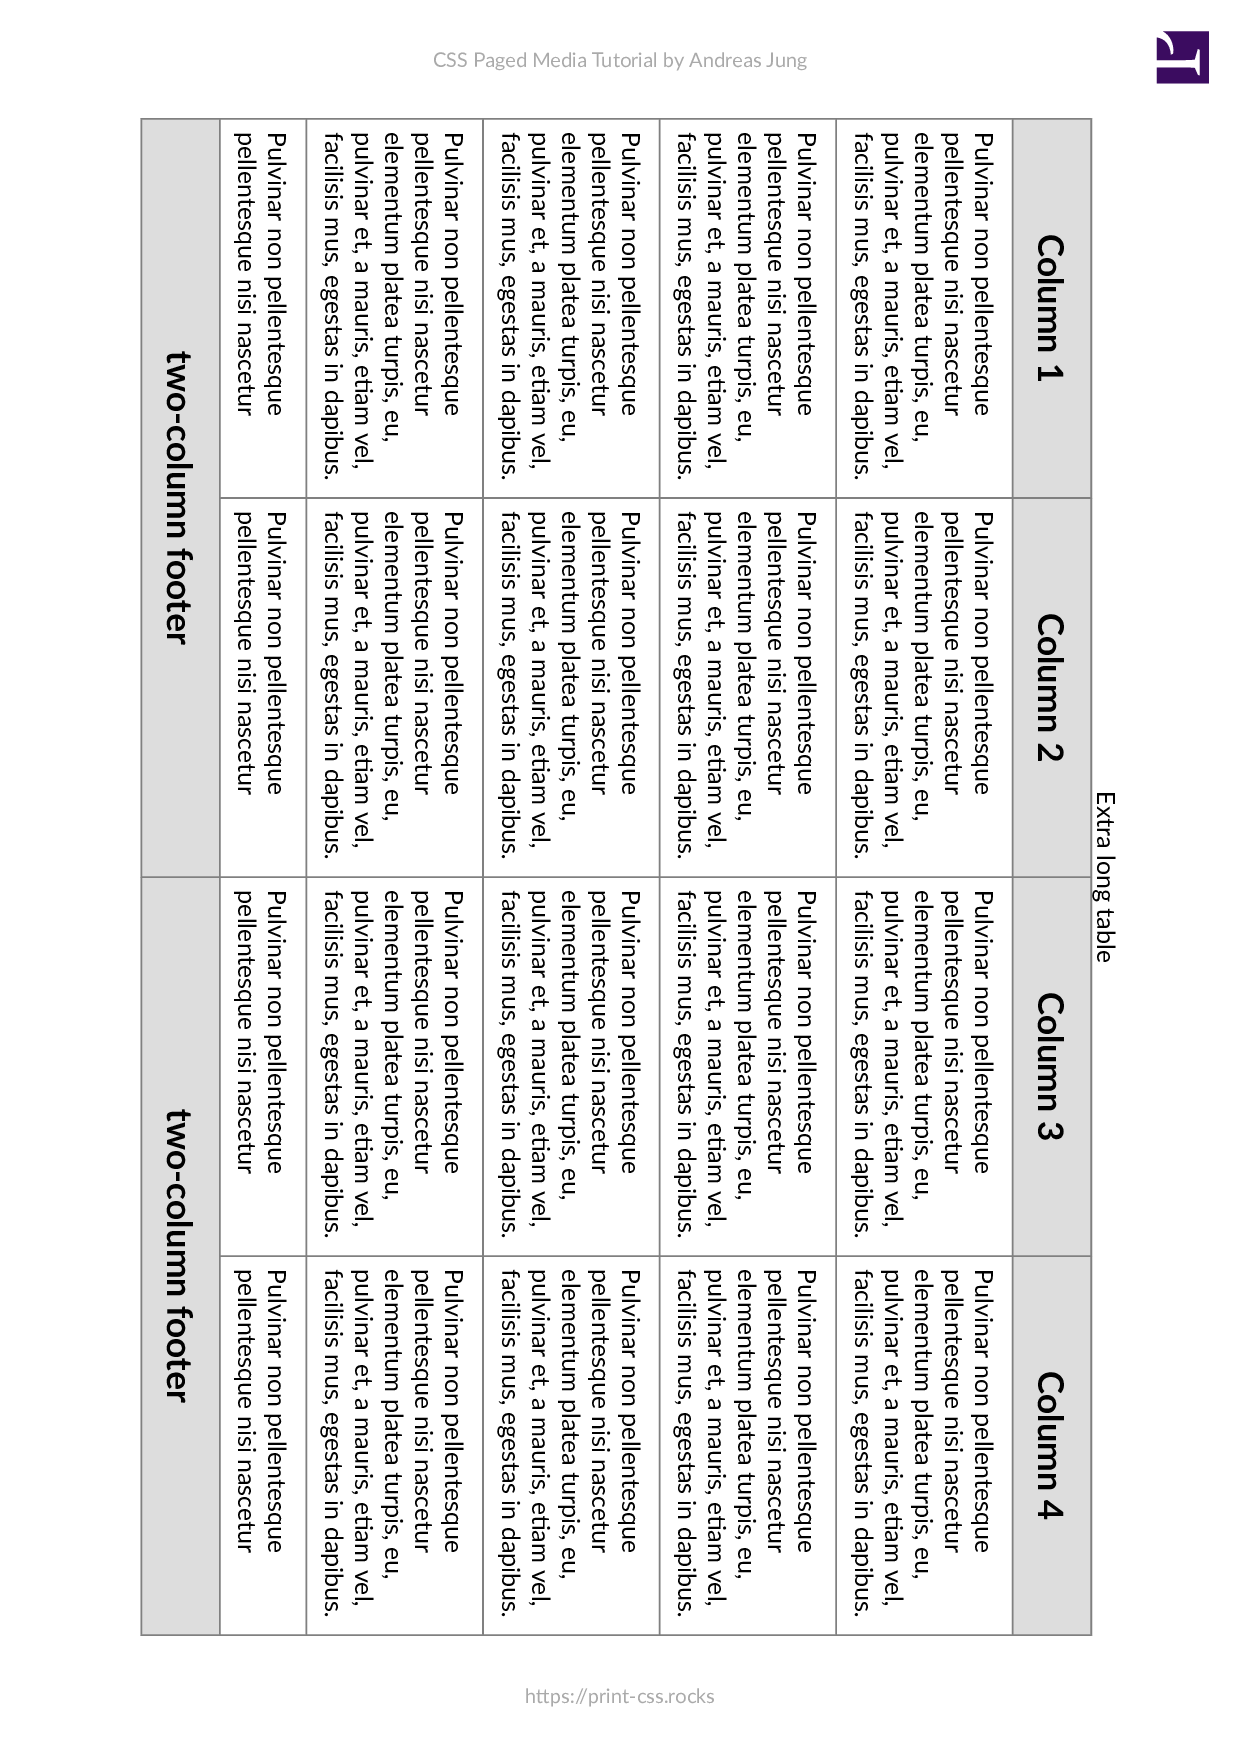 CSS Paged Media Tutorial by Andreas Jung
Extra long table
Column 1
Column 2
Column 3
Column 4
Pulvinar non pellentesque
pellentesque nisi nascetur
elementum platea turpis, eu,
pulvinar et, a mauris, etiam vel,
facilisis mus, egestas in dapibus.
Pulvinar non pellentesque
pellentesque nisi nascetur
elementum platea turpis, eu,
pulvinar et, a mauris, etiam vel,
facilisis mus, egestas in dapibus.
Pulvinar non pellentesque
pellentesque nisi nascetur
elementum platea turpis, eu,
pulvinar et, a mauris, etiam vel,
facilisis mus, egestas in dapibus.
Pulvinar non pellentesque
pellentesque nisi nascetur
elementum platea turpis, eu,
pulvinar et, a mauris, etiam vel,
facilisis mus, egestas in dapibus.
Pulvinar non pellentesque
pellentesque nisi nascetur
elementum platea turpis, eu,
pulvinar et, a mauris, etiam vel,
facilisis mus, egestas in dapibus.
Pulvinar non pellentesque
pellentesque nisi nascetur
elementum platea turpis, eu,
pulvinar et, a mauris, etiam vel,
facilisis mus, egestas in dapibus.
Pulvinar non pellentesque
pellentesque nisi nascetur
elementum platea turpis, eu,
pulvinar et, a mauris, etiam vel,
facilisis mus, egestas in dapibus.
Pulvinar non pellentesque
pellentesque nisi nascetur
elementum platea turpis, eu,
pulvinar et, a mauris, etiam vel,
facilisis mus, egestas in dapibus.
Pulvinar non pellentesque
pellentesque nisi nascetur
elementum platea turpis, eu,
pulvinar et, a mauris, etiam vel,
facilisis mus, egestas in dapibus.
Pulvinar non pellentesque
pellentesque nisi nascetur
elementum platea turpis, eu,
pulvinar et, a mauris, etiam vel,
facilisis mus, egestas in dapibus.
Pulvinar non pellentesque
pellentesque nisi nascetur
elementum platea turpis, eu,
pulvinar et, a mauris, etiam vel,
facilisis mus, egestas in dapibus.
Pulvinar non pellentesque
pellentesque nisi nascetur
elementum platea turpis, eu,
pulvinar et, a mauris, etiam vel,
facilisis mus, egestas in dapibus.
Pulvinar non pellentesque
pellentesque nisi nascetur
elementum platea turpis, eu,
pulvinar et, a mauris, etiam vel,
facilisis mus, egestas in dapibus.
Pulvinar non pellentesque
pellentesque nisi nascetur
elementum platea turpis, eu,
pulvinar et, a mauris, etiam vel,
facilisis mus, egestas in dapibus.
Pulvinar non pellentesque
pellentesque nisi nascetur
elementum platea turpis, eu,
pulvinar et, a mauris, etiam vel,
facilisis mus, egestas in dapibus.
Pulvinar non pellentesque
pellentesque nisi nascetur
elementum platea turpis, eu,
pulvinar et, a mauris, etiam vel,
facilisis mus, egestas in dapibus.
Pulvinar non pellentesque
pellentesque nisi nascetur
Pulvinar non pellentesque
pellentesque nisi nascetur
Pulvinar non pellentesque
pellentesque nisi nascetur
Pulvinar non pellentesque
pellentesque nisi nascetur
two-column footer
two-column footer
https://print-css.rocks